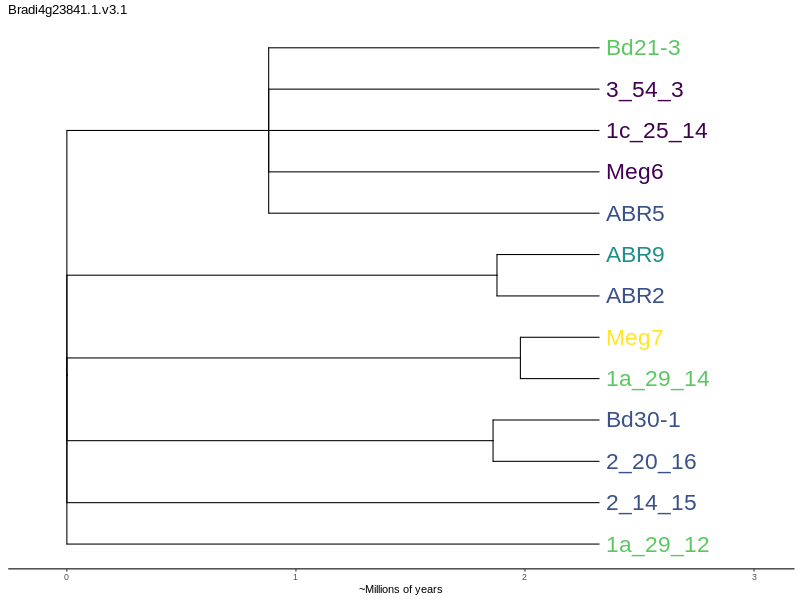 Bradi4g23841.1.v3.1
Bd21-3
3_54_3
1c_25_14
Meg6
ABR5
ABR9
ABR2
Meg7
1a_29_14
Bd30-1
2_20_16
2_14_15
1a_29_12
0 1 2 3
~Millions of years